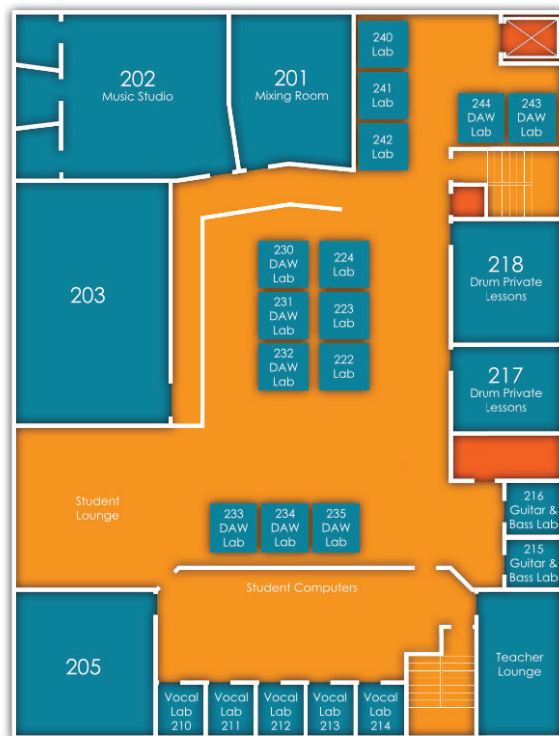 202
Music Studio
201
Mixing Room
240
Lab
241
Lab
242
Lab
244
DAW
Lab
243
DAW
Lab
203
230
DAW
Lab
224
Lab
231
DAW
Lab
223
Lab
232
DAW
Lab
222
Lab
218
Drum Private
Lessons
217
Drum Private
Lessons
Student
Lounge
233
DAW
Lab
234
DAW
Lab
235
DAW
Lab
216
Guitar &
Bass Lab
215
Guitar &
Bass Lab
Student Computers
205
Vocal
Lab
210
Vocal
Lab
211
Vocal
Lab
212
Vocal
Lab
213
Vocal
Lab
214
Teacher
Lounge